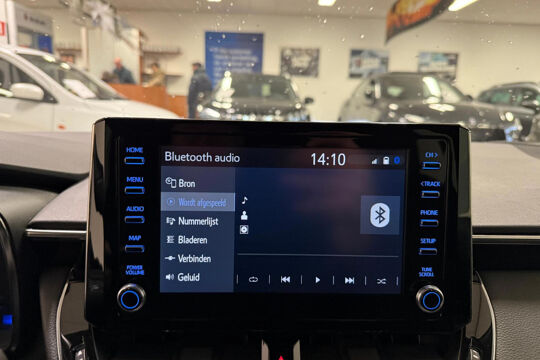 HOME
MENU
AUDIO
MAP
POWER
VOLUME
Bluetooth audio 14:10
Bron
Wordt afgespeeld
Nummerlijst
Bladeren
Verbinden
Geluid
CH >
< TRACK
PHONE
SETUP
TUNE
SCROLL